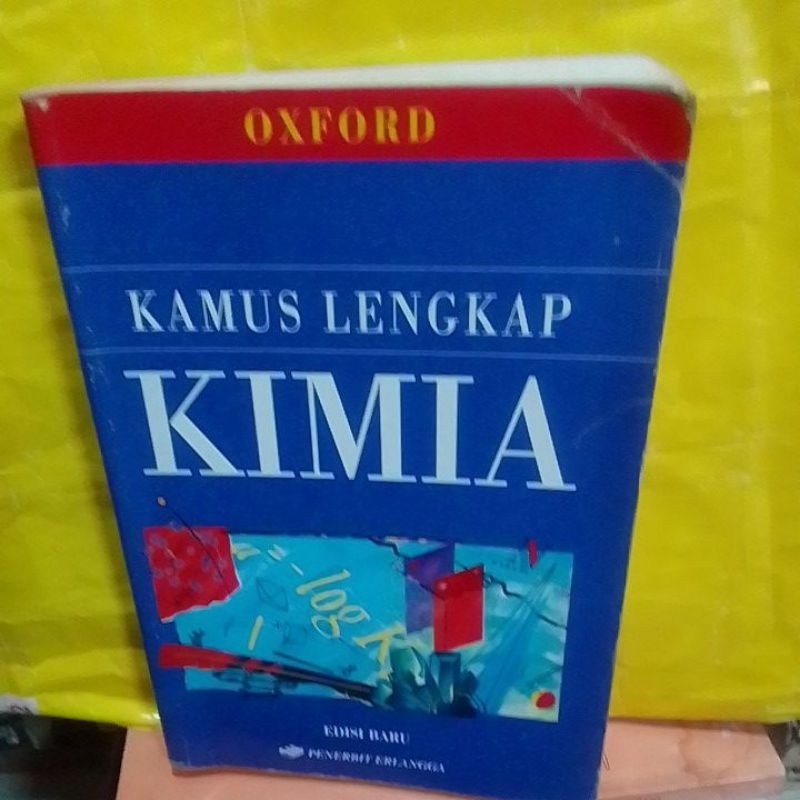 OXFORD
KAMUS LENGKAP
KIMIA
= - log K
EDISI BARU
PENERBIT ERLANGGA